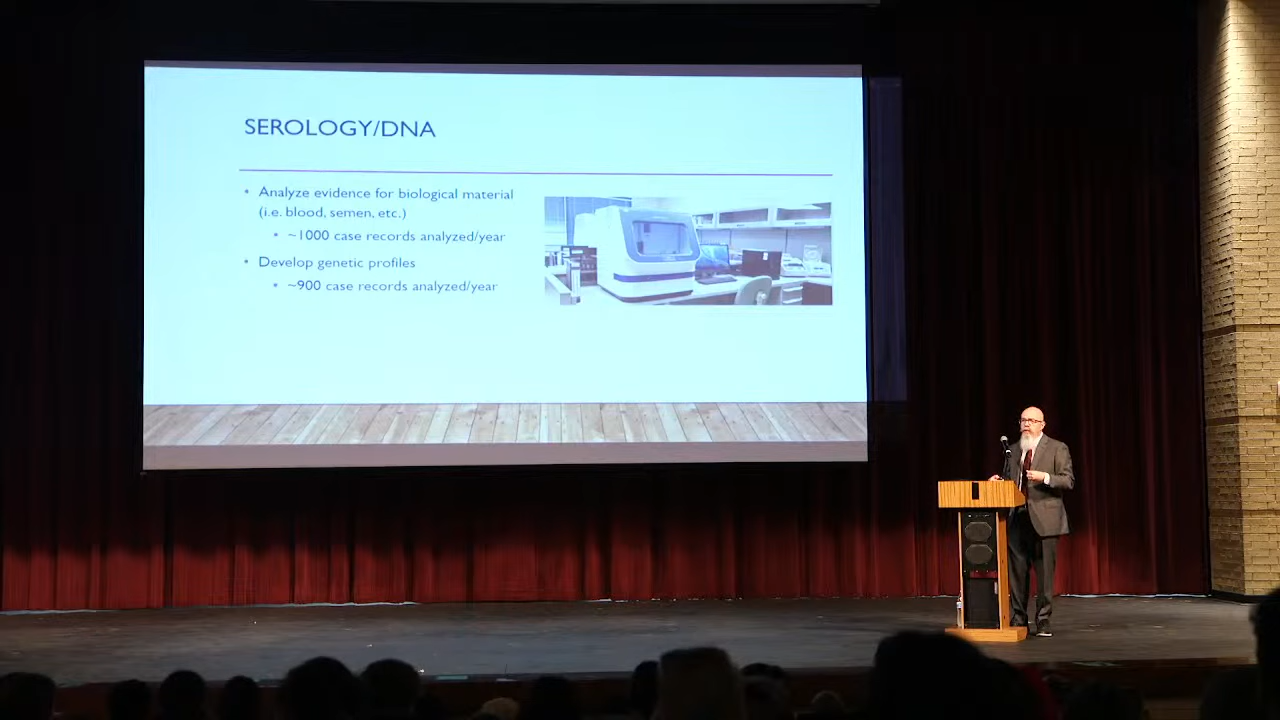 SEROLOGY/DNA
• Analyze evidence for biological material
(i.e. blood, semen, etc.)
• ~1000 case records analyzed/year
• Develop genetic profiles
• ~900 case records analyzed/year